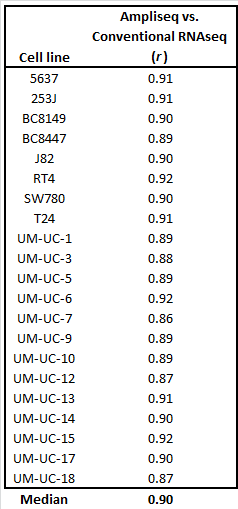 Ampliseq vs.
Conventional RNAseq
Cell line (r)
5637 0.91
253J 0.91
BC8149 0.90
BC8447 0.89
J82 0.90
RT4 0.92
SW780 0.90
T24 0.91
UM-UC-1 0.89
UM-UC-3 0.88
UM-UC-5 0.89
UM-UC-6 0.92
UM-UC-7 0.86
UM-UC-9 0.89
UM-UC-10 0.89
UM-UC-12 0.87
UM-UC-13 0.91
UM-UC-14 0.90
UM-UC-15 0.92
UM-UC-17 0.90
UM-UC-18 0.87
Median 0.90